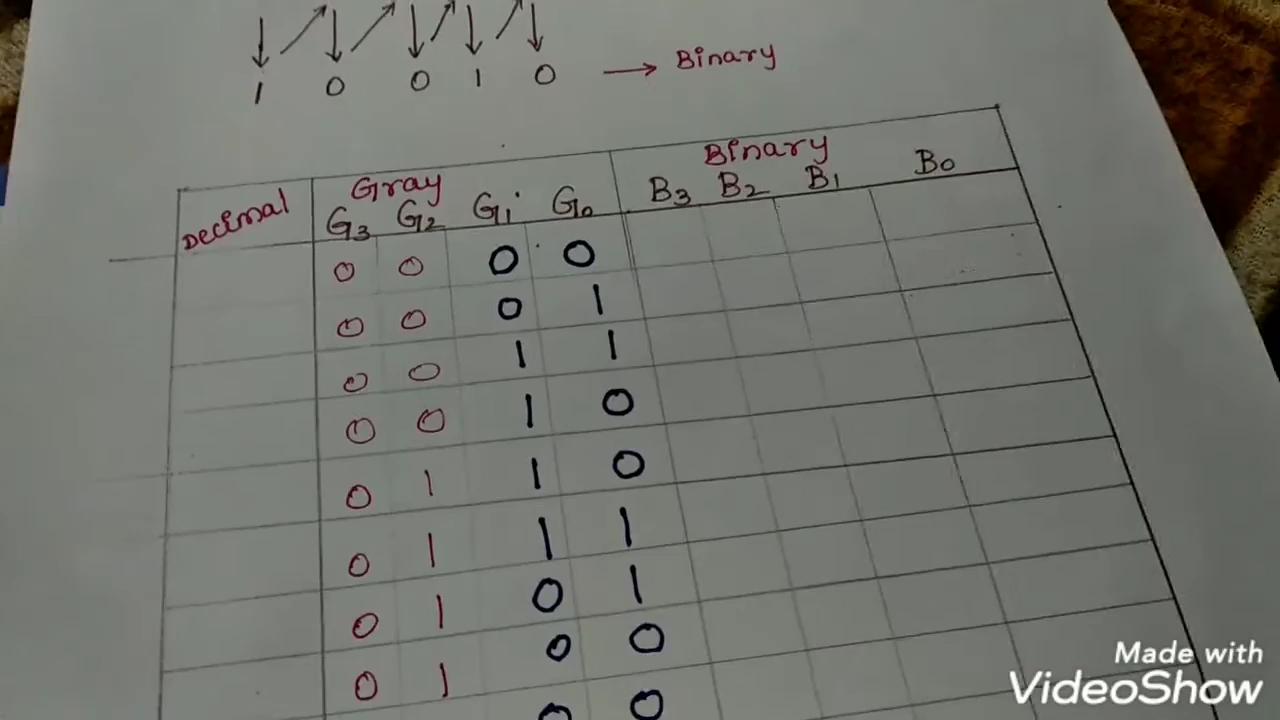 1 0 0 1 0 → Binary
Decimal Gray Binary
G3 G2 G1 G0 B3 B2 B1 B0
0 0 0 0
0 0 0 1
0 0 1 1
0 0 1 0
0 1 1 0
0 1 1 1
0 1 0 1
0 1 0 0
0 0
Made with
VideoShow